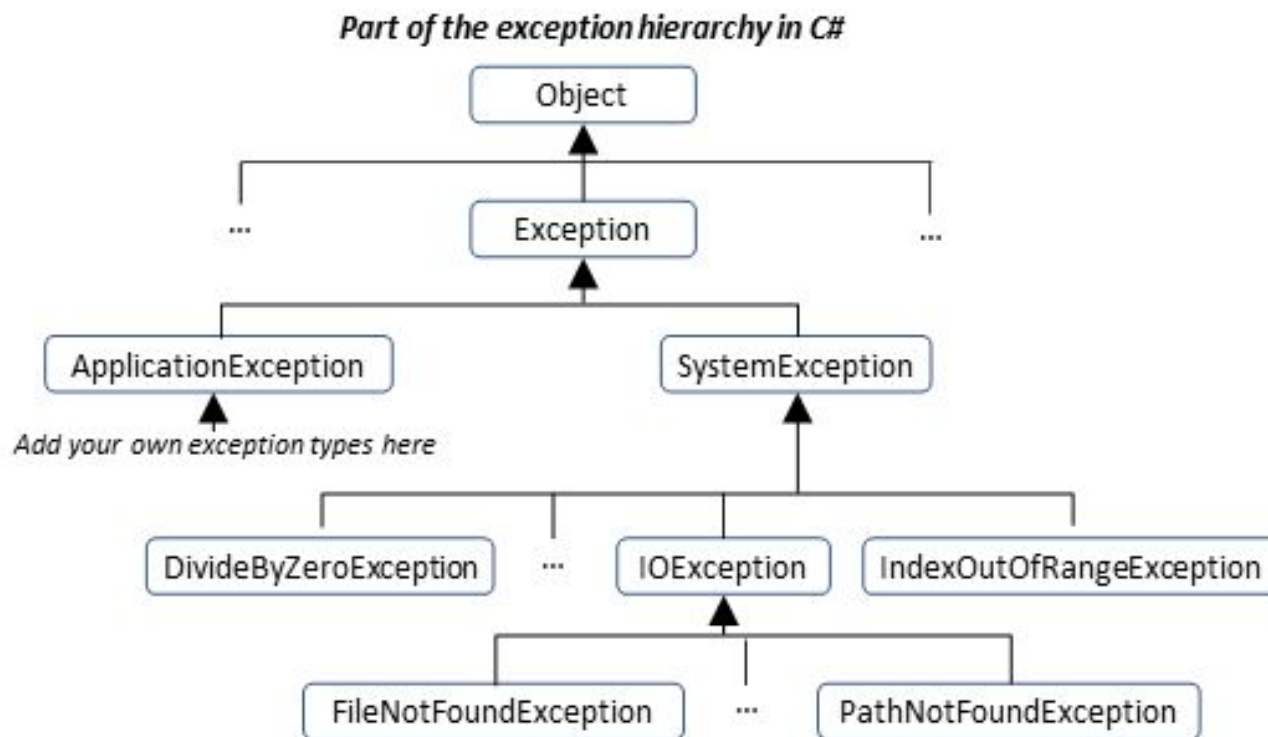 Part of the exception hierarchy in C#
Object
...
Exception
...
ApplicationException
SystemException
Add your own exception types here
DivideByZeroException
...
IOException
IndexOutOfRangeException
FileNotFoundException
...
PathNotFoundException